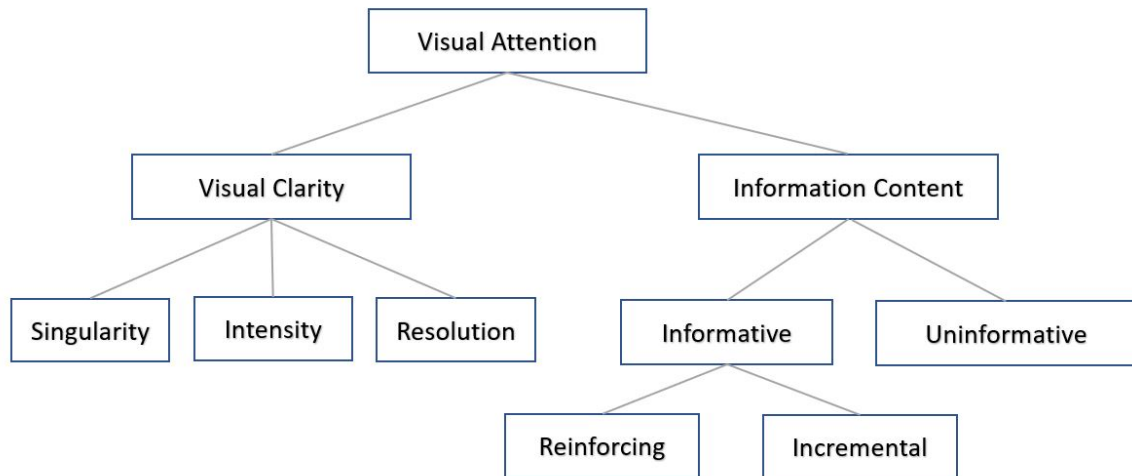 Visual Attention
Visual Clarity
Information Content
Singularity
Intensity
Resolution
Informative
Uninformative
Reinforcing
Incremental